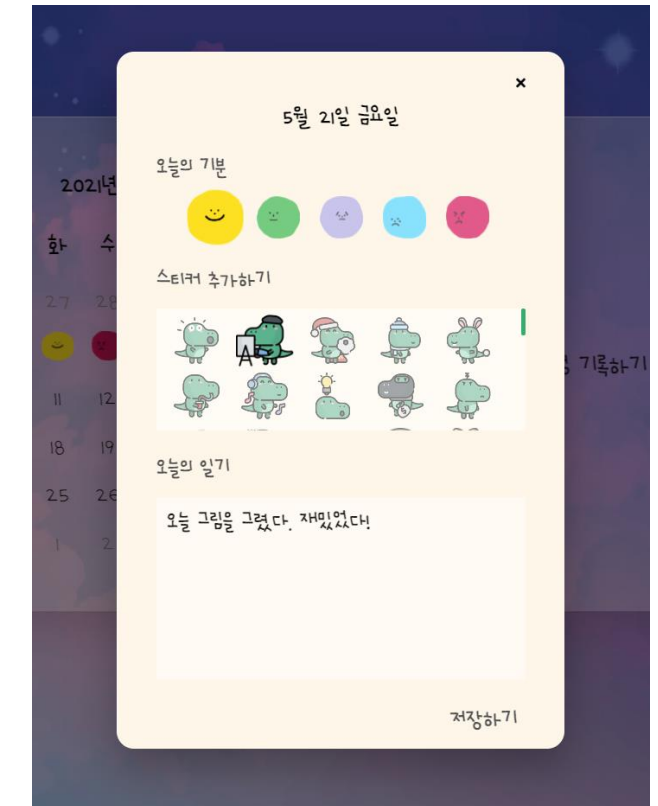 ×
5월 21일 금요일
오늘의 기분
2021년
화 수
스티커 추가하기
27 28
기록하기
11 12
18 19
오늘의 일기
25 26
오늘 그림을 그렸다. 재밌었다!
1 2
저장하기